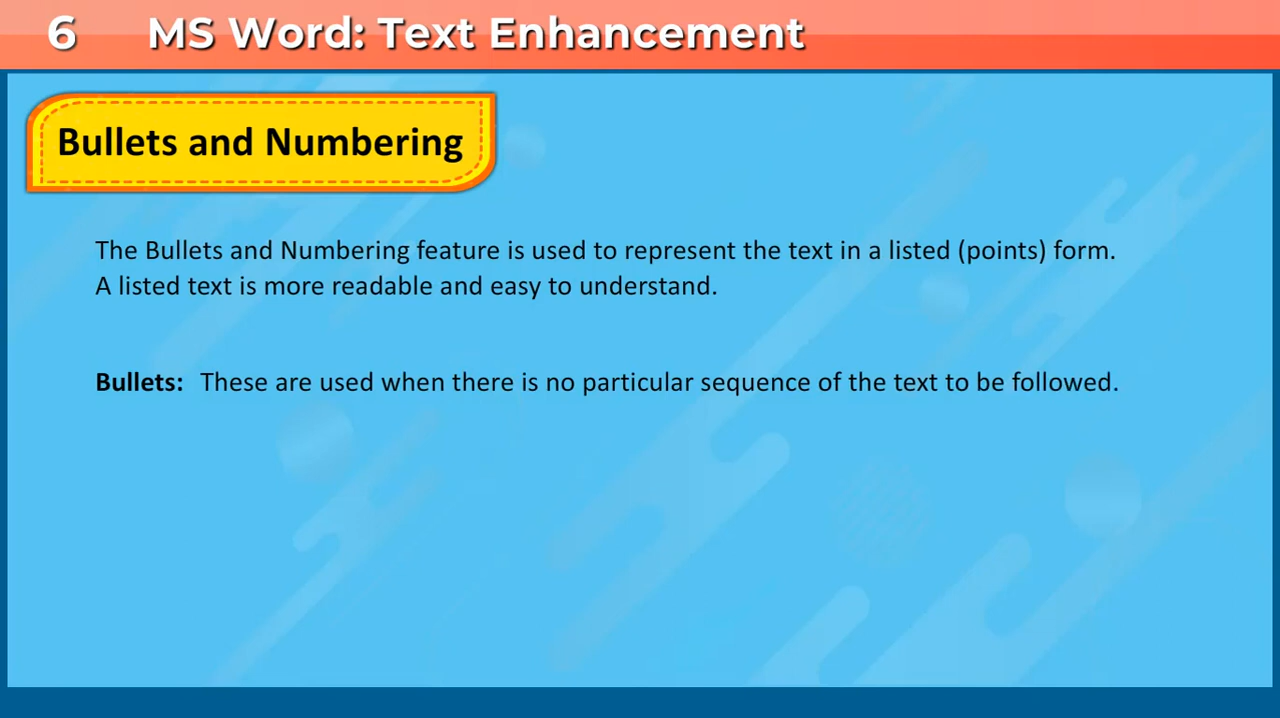 6 MS Word: Text Enhancement
Bullets and Numbering
The Bullets and Numbering feature is used to represent the text in a listed (points) form.
A listed text is more readable and easy to understand.
Bullets: These are used when there is no particular sequence of the text to be followed.